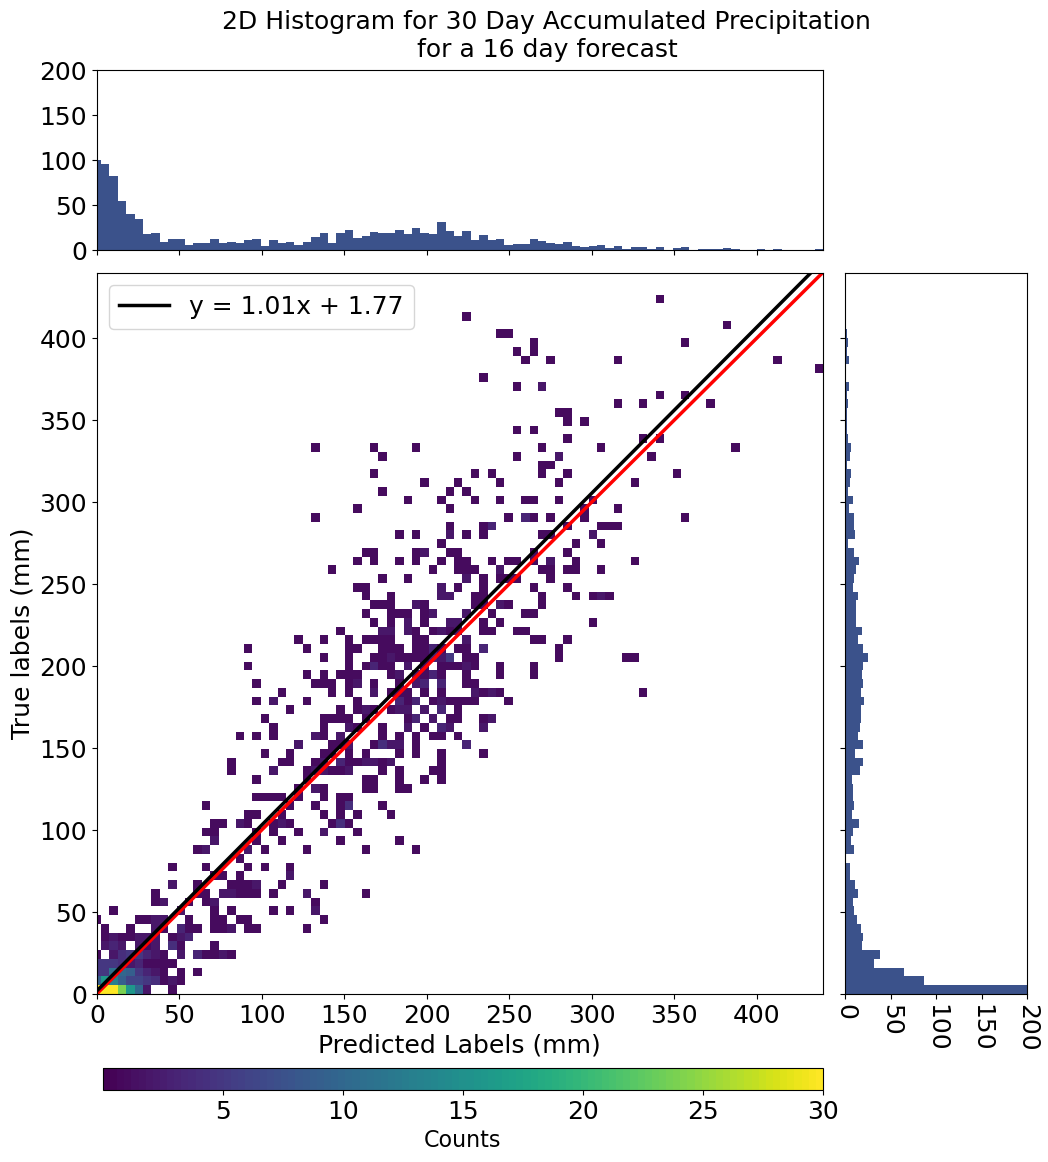 2D Histogram for 30 Day Accumulated Precipitation
for a 16 day forecast
200
150
100
50
0
y = 1.01x + 1.77
400
350
300
250
200
150
100
50
0
True labels (mm)
0 50 100 150 200 250 300 350 400
Predicted Labels (mm)
0 50 100 150 200
5 10 15 20 25 30
Counts